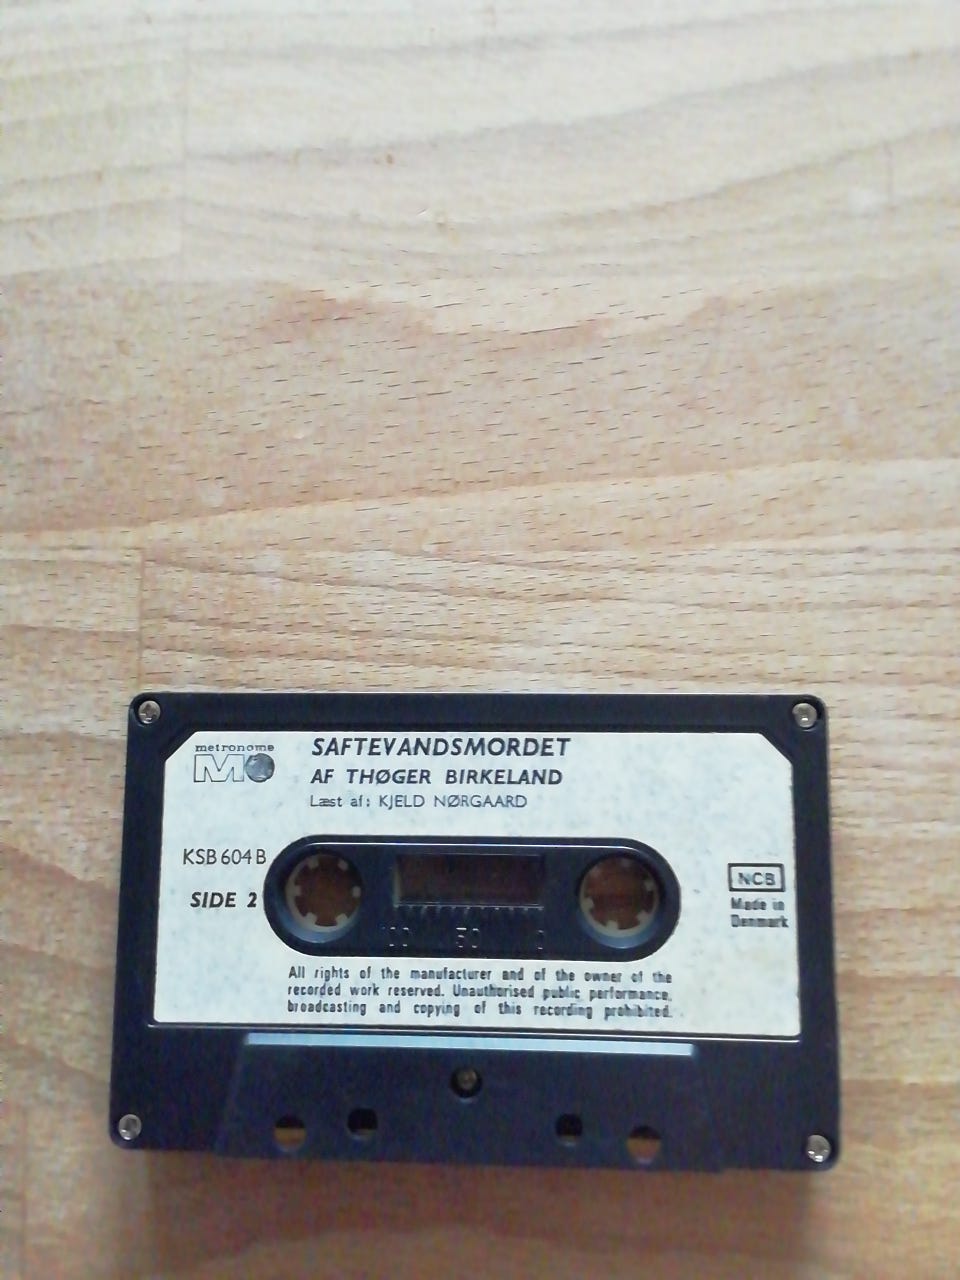 metronome
MO
SAFTEVANDSMORDET
AF THØGER BIRKELAND
Læst af: KJELD NØRGAARD
KSB 604 B
SIDE 2
NCB
Made in
Denmark
100 50 0
All rights of the manufacturer and of the owner of the
recorded work reserved. Unauthorised public performance,
broadcasting and copying of this recording prohibited.